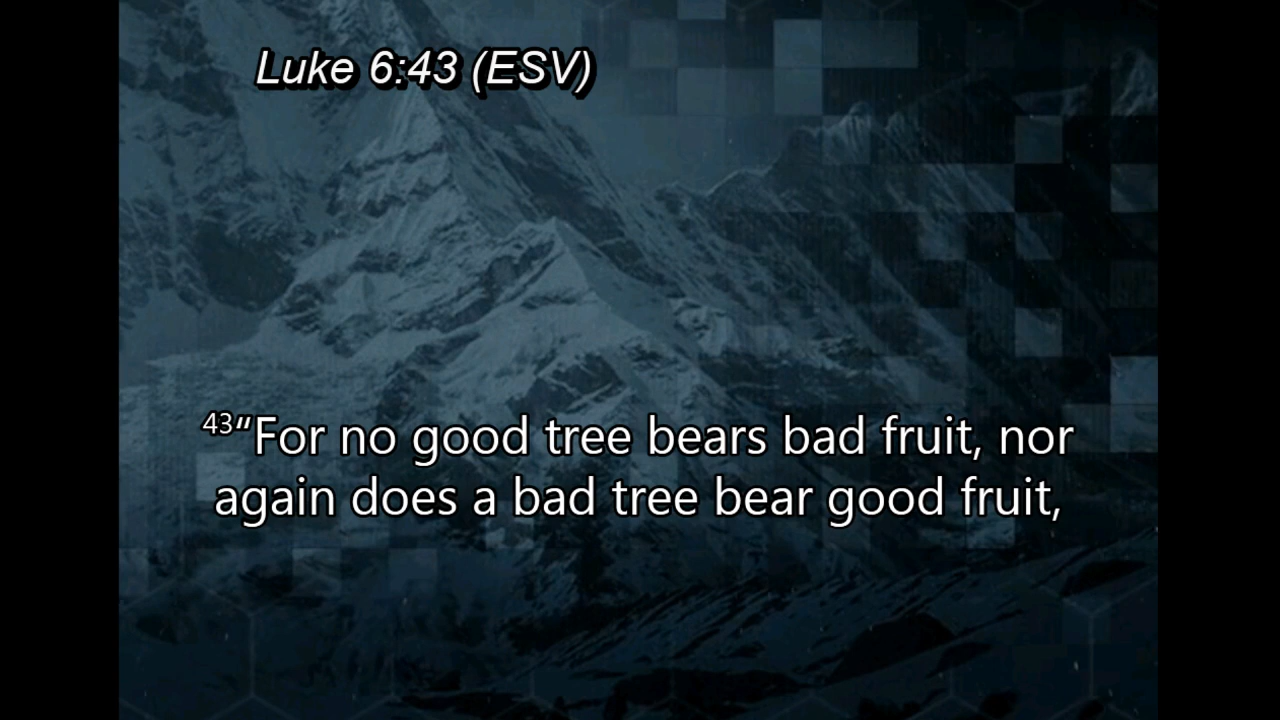 Luke 6:43 (ESV)
43“For no good tree bears bad fruit, nor
again does a bad tree bear good fruit,